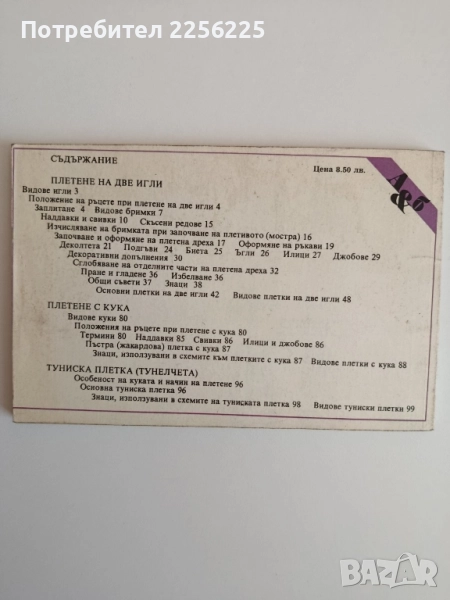 Потребител 2256225
СЪДЪРЖАНИЕ
Цена 8.50 лв.
А&Б
ПЛЕТЕНЕ НА ДВЕ ИГЛИ
Видове игли 3
Положение на ръцете при плетене на две игли 4
Заплитане 4 Видове бримки 7
Наддавки и свивки 10 Скъсени редове 15
Изчисляване на бримката при започване на плетивото (мостра) 16
Започване и оформяне на плетена дреха 17 Оформяне на ръкави 19
Деколтета 21 Подгъви 24 Биета 25 Ъгли 26 Илици 27 Джобове 29
Декоративни допълнения 30
Сглобяване на отделните части на плетена дреха 32
Пране и гладене 36 Избелване 36
Общи съвети 37 Знаци 38
Основни плетки на две игли 42 Видове плетки на две игли 48
ПЛЕТЕНЕ С КУКА
Видове куки 80
Положения на ръцете при плетене с кука 80
Термини 80 Наддавки 85 Свивки 86 Илици и джобове 86
Пъстра (жакардова) плетка с кука 87
Знаци, използувани в схемите към плетките с кука 87 Видове плетки с кука 88
ТУНИСКА ПЛЕТКА (ТУНЕЛЧЕТА)
Особеност на куката и начин на плетене 96
Основна туниска плетка 96
Знаци, използувани в схемите на туниската плетка 98 Видове туниски плетки 99
BAZAR